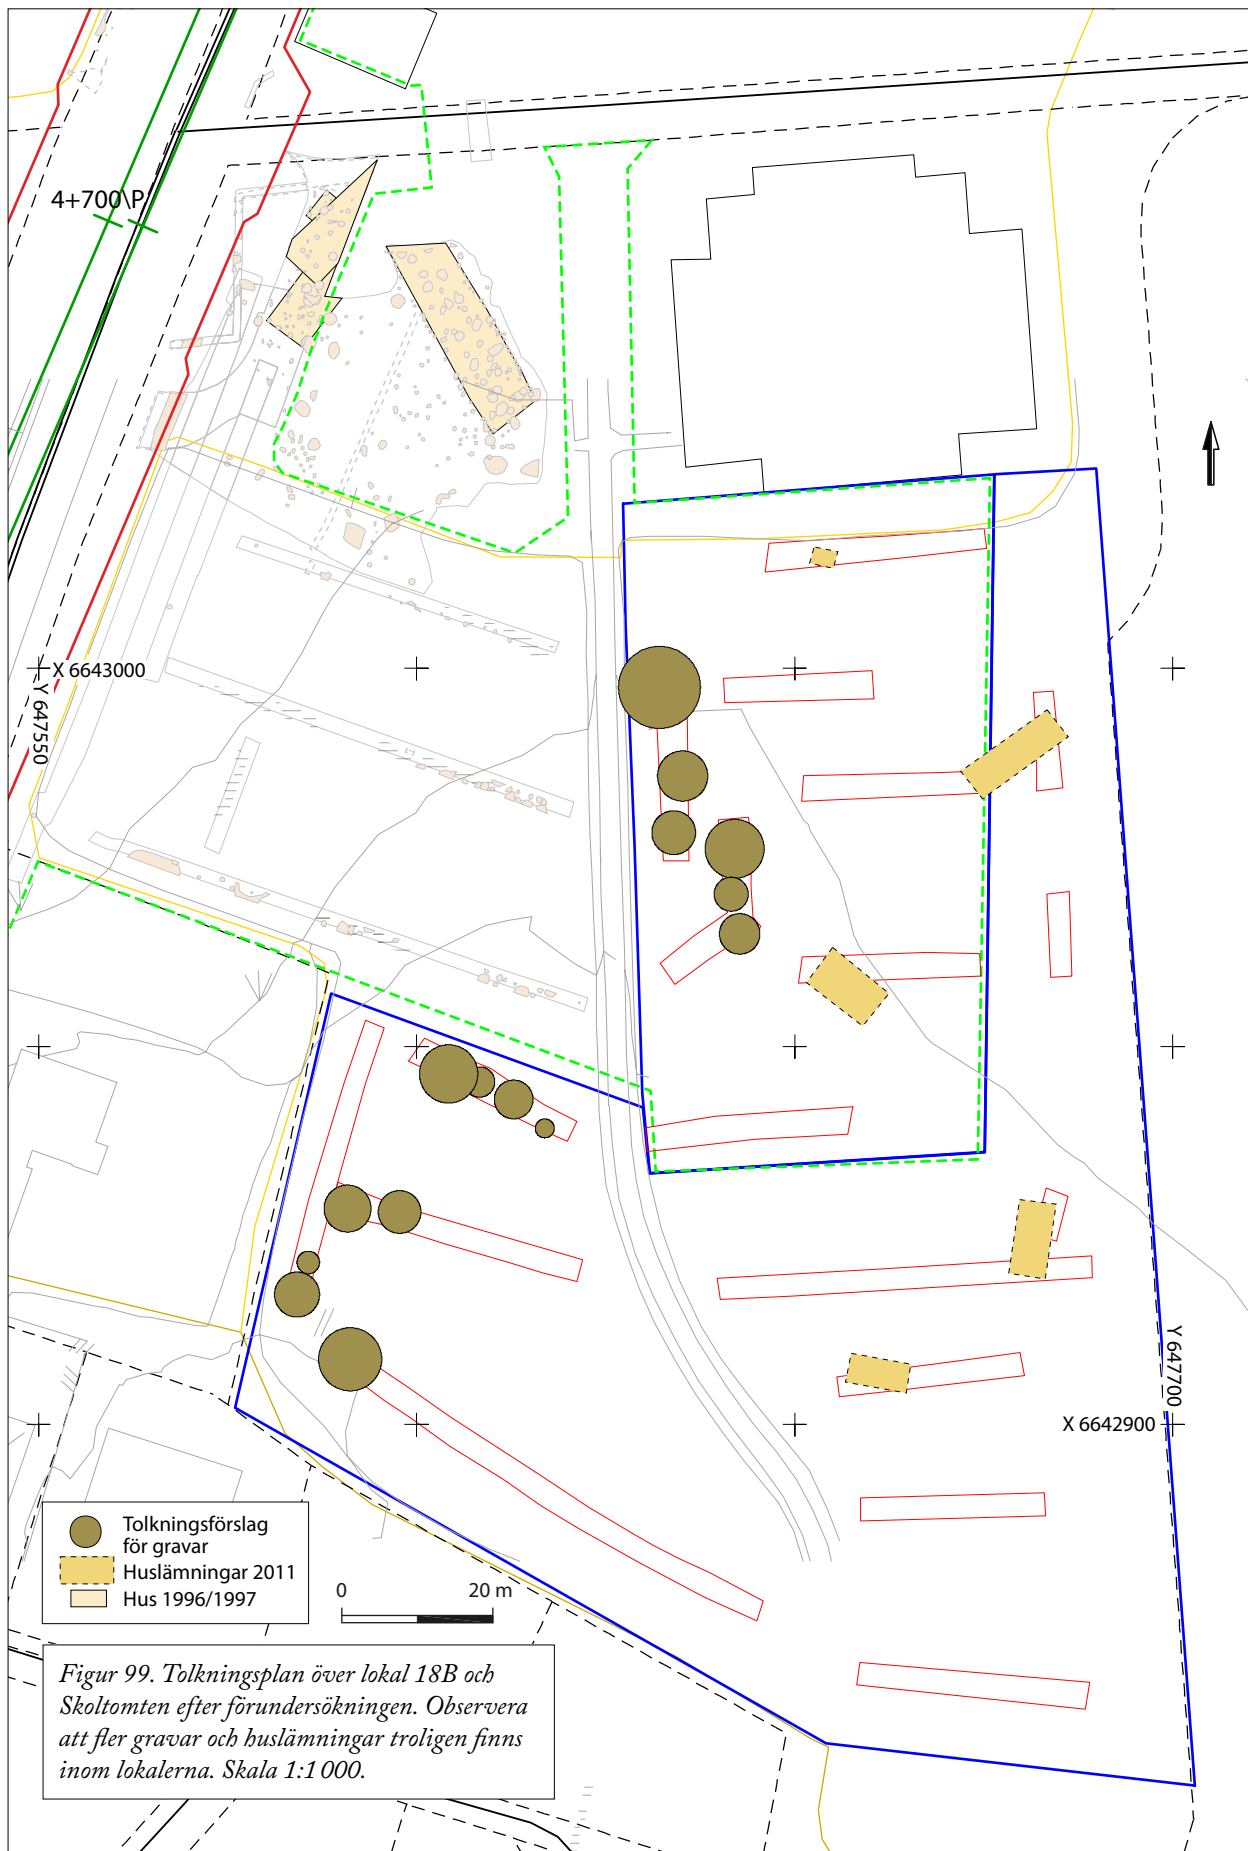 4+700\P
X 6643000
Y 647550
Y 647700
X 6642900
Tolkningsförslag
för gravar
Huslämningar 2011
Hus 1996/1997
0 20 m
Figur 99. Tolkningsplan över lokal 18B och
Skoltomten efter förundersökningen. Observera
att fler gravar och huslämningar troligen finns
inom lokalerna. Skala 1:1 000.